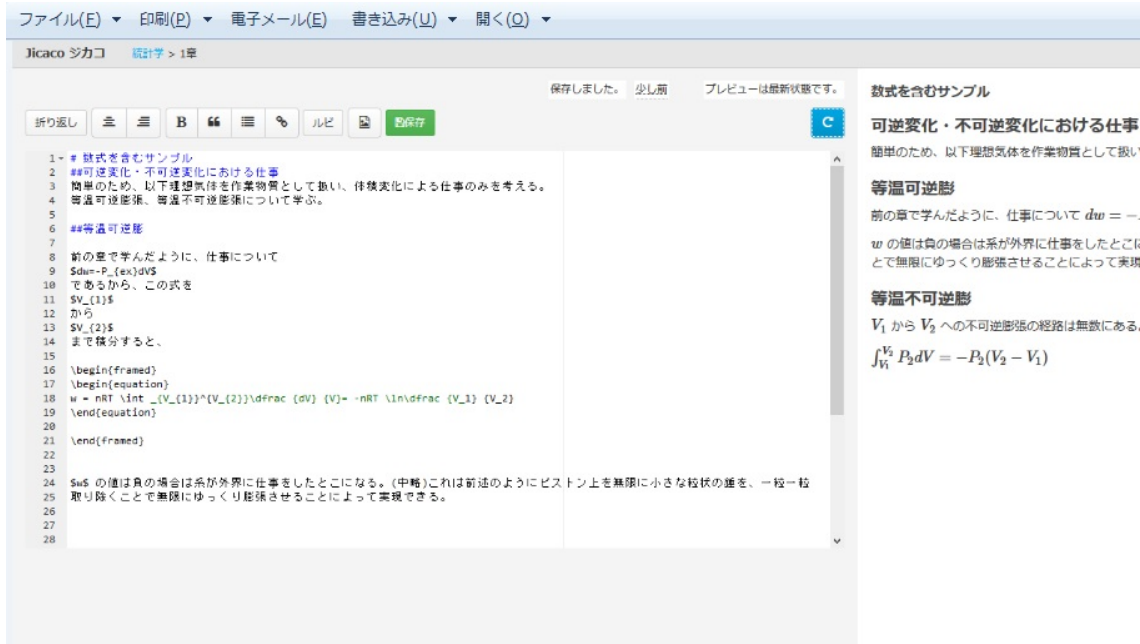 ファイル(F) ▼ 印刷(P) ▼ 電子メール(E) 書き込み(U) ▼ 開く(O) ▼
Jicaco ジカコ 統計学 > 1章
保存しました。 少し前 プレビューは最新状態です。
折り返し B ルビ 保存 C
1 # 数式を含むサンプル
2 ##可逆変化・不可逆変化における仕事
3 簡単のため、以下理想気体を作業物質として扱い、体積変化による仕事のみを考える。
4 等温可逆膨張、等温不可逆膨張について学ぶ。
5
6 ##等温可逆膨
7
8 前の章で学んだように、仕事について
9 $dw=-P_{ex}dV$
10 であるから、この式を
11 $V_{1}$
12 から
13 $V_{2}$
14 まで積分すると、
15
16 \begin{framed}
17 \begin{equation}
18 w = nRT \int _{V_{1}}^{V_{2}}\dfrac {dV} {V}= -nRT \ln\dfrac {V_1} {V_2}
19 \end{equation}
20
21 \end{framed}
22
23
24 $w$ の値は負の場合は系が外界に仕事をしたとこになる。(中略)これは前述のようにピストン上を無限に小さな粒状の錘を、一粒一粒
25 取り除くことで無限にゆっくり膨張させることによって実現できる。
26
27
28
数式を含むサンプル
可逆変化・不可逆変化における仕事
簡単のため、以下理想気体を作業物質として扱い
等温可逆膨
前の章で学んだように、仕事について dw = −
w の値は負の場合は系が外界に仕事をしたとこに
とで無限にゆっくり膨張させることによって実現
等温不可逆膨
V₁ から V₂ への不可逆膨張の経路は無数にある。
∫_{V₁}^{V₂} P₂dV = −P₂(V₂ − V₁)